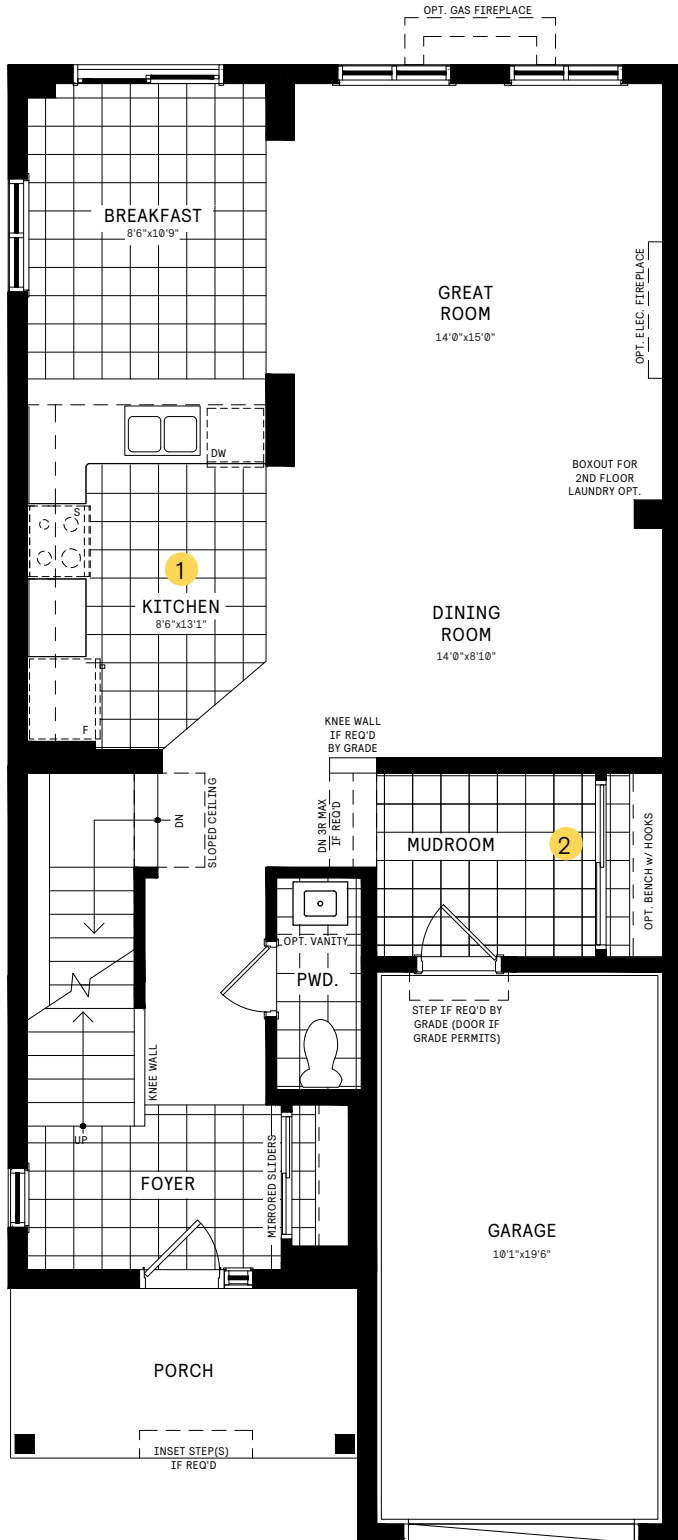 OPT. GAS FIREPLACE
BREAKFAST
8'6"x10'9"
GREAT
ROOM
14'0"x15'0"
OPT. ELEC. FIREPLACE
DW
BOXOUT FOR
2ND FLOOR
LAUNDRY OPT.
S
1
KITCHEN
8'6"x13'1"
DINING
ROOM
14'0"x8'10"
F
KNEE WALL
IF REQ'D
BY GRADE
DN
SLOPED CEILING
DN 3R MAX
IF REQ'D
MUDROOM
2
OPT. BENCH w/ HOOKS
OPT. VANITY
PWD.
STEP IF REQ'D BY
GRADE (DOOR IF
GRADE PERMITS)
KNEE WALL
UP
FOYER
MIRRORED SLIDERS
GARAGE
10'1"x19'6"
PORCH
INSET STEP(S)
IF REQ'D